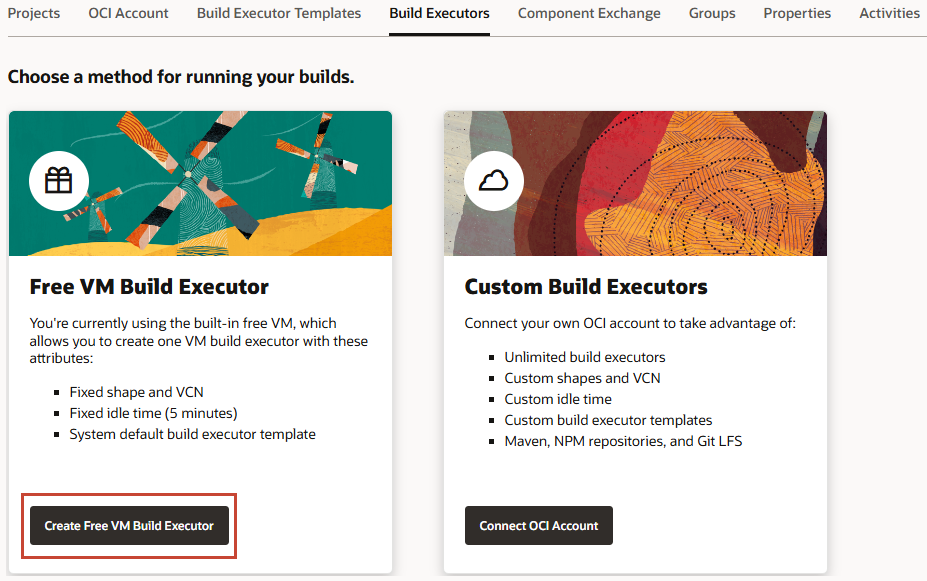 Projects OCI Account Build Executor Templates Build Executors Component Exchange Groups Properties Activities
Choose a method for running your builds.
Free VM Build Executor
You're currently using the built-in free VM, which
allows you to create one VM build executor with these
attributes:
Fixed shape and VCN
Fixed idle time (5 minutes)
System default build executor template
Create Free VM Build Executor
Custom Build Executors
Connect your own OCI account to take advantage of:
Unlimited build executors
Custom shapes and VCN
Custom idle time
Custom build executor templates
Maven, NPM repositories, and Git LFS
Connect OCI Account